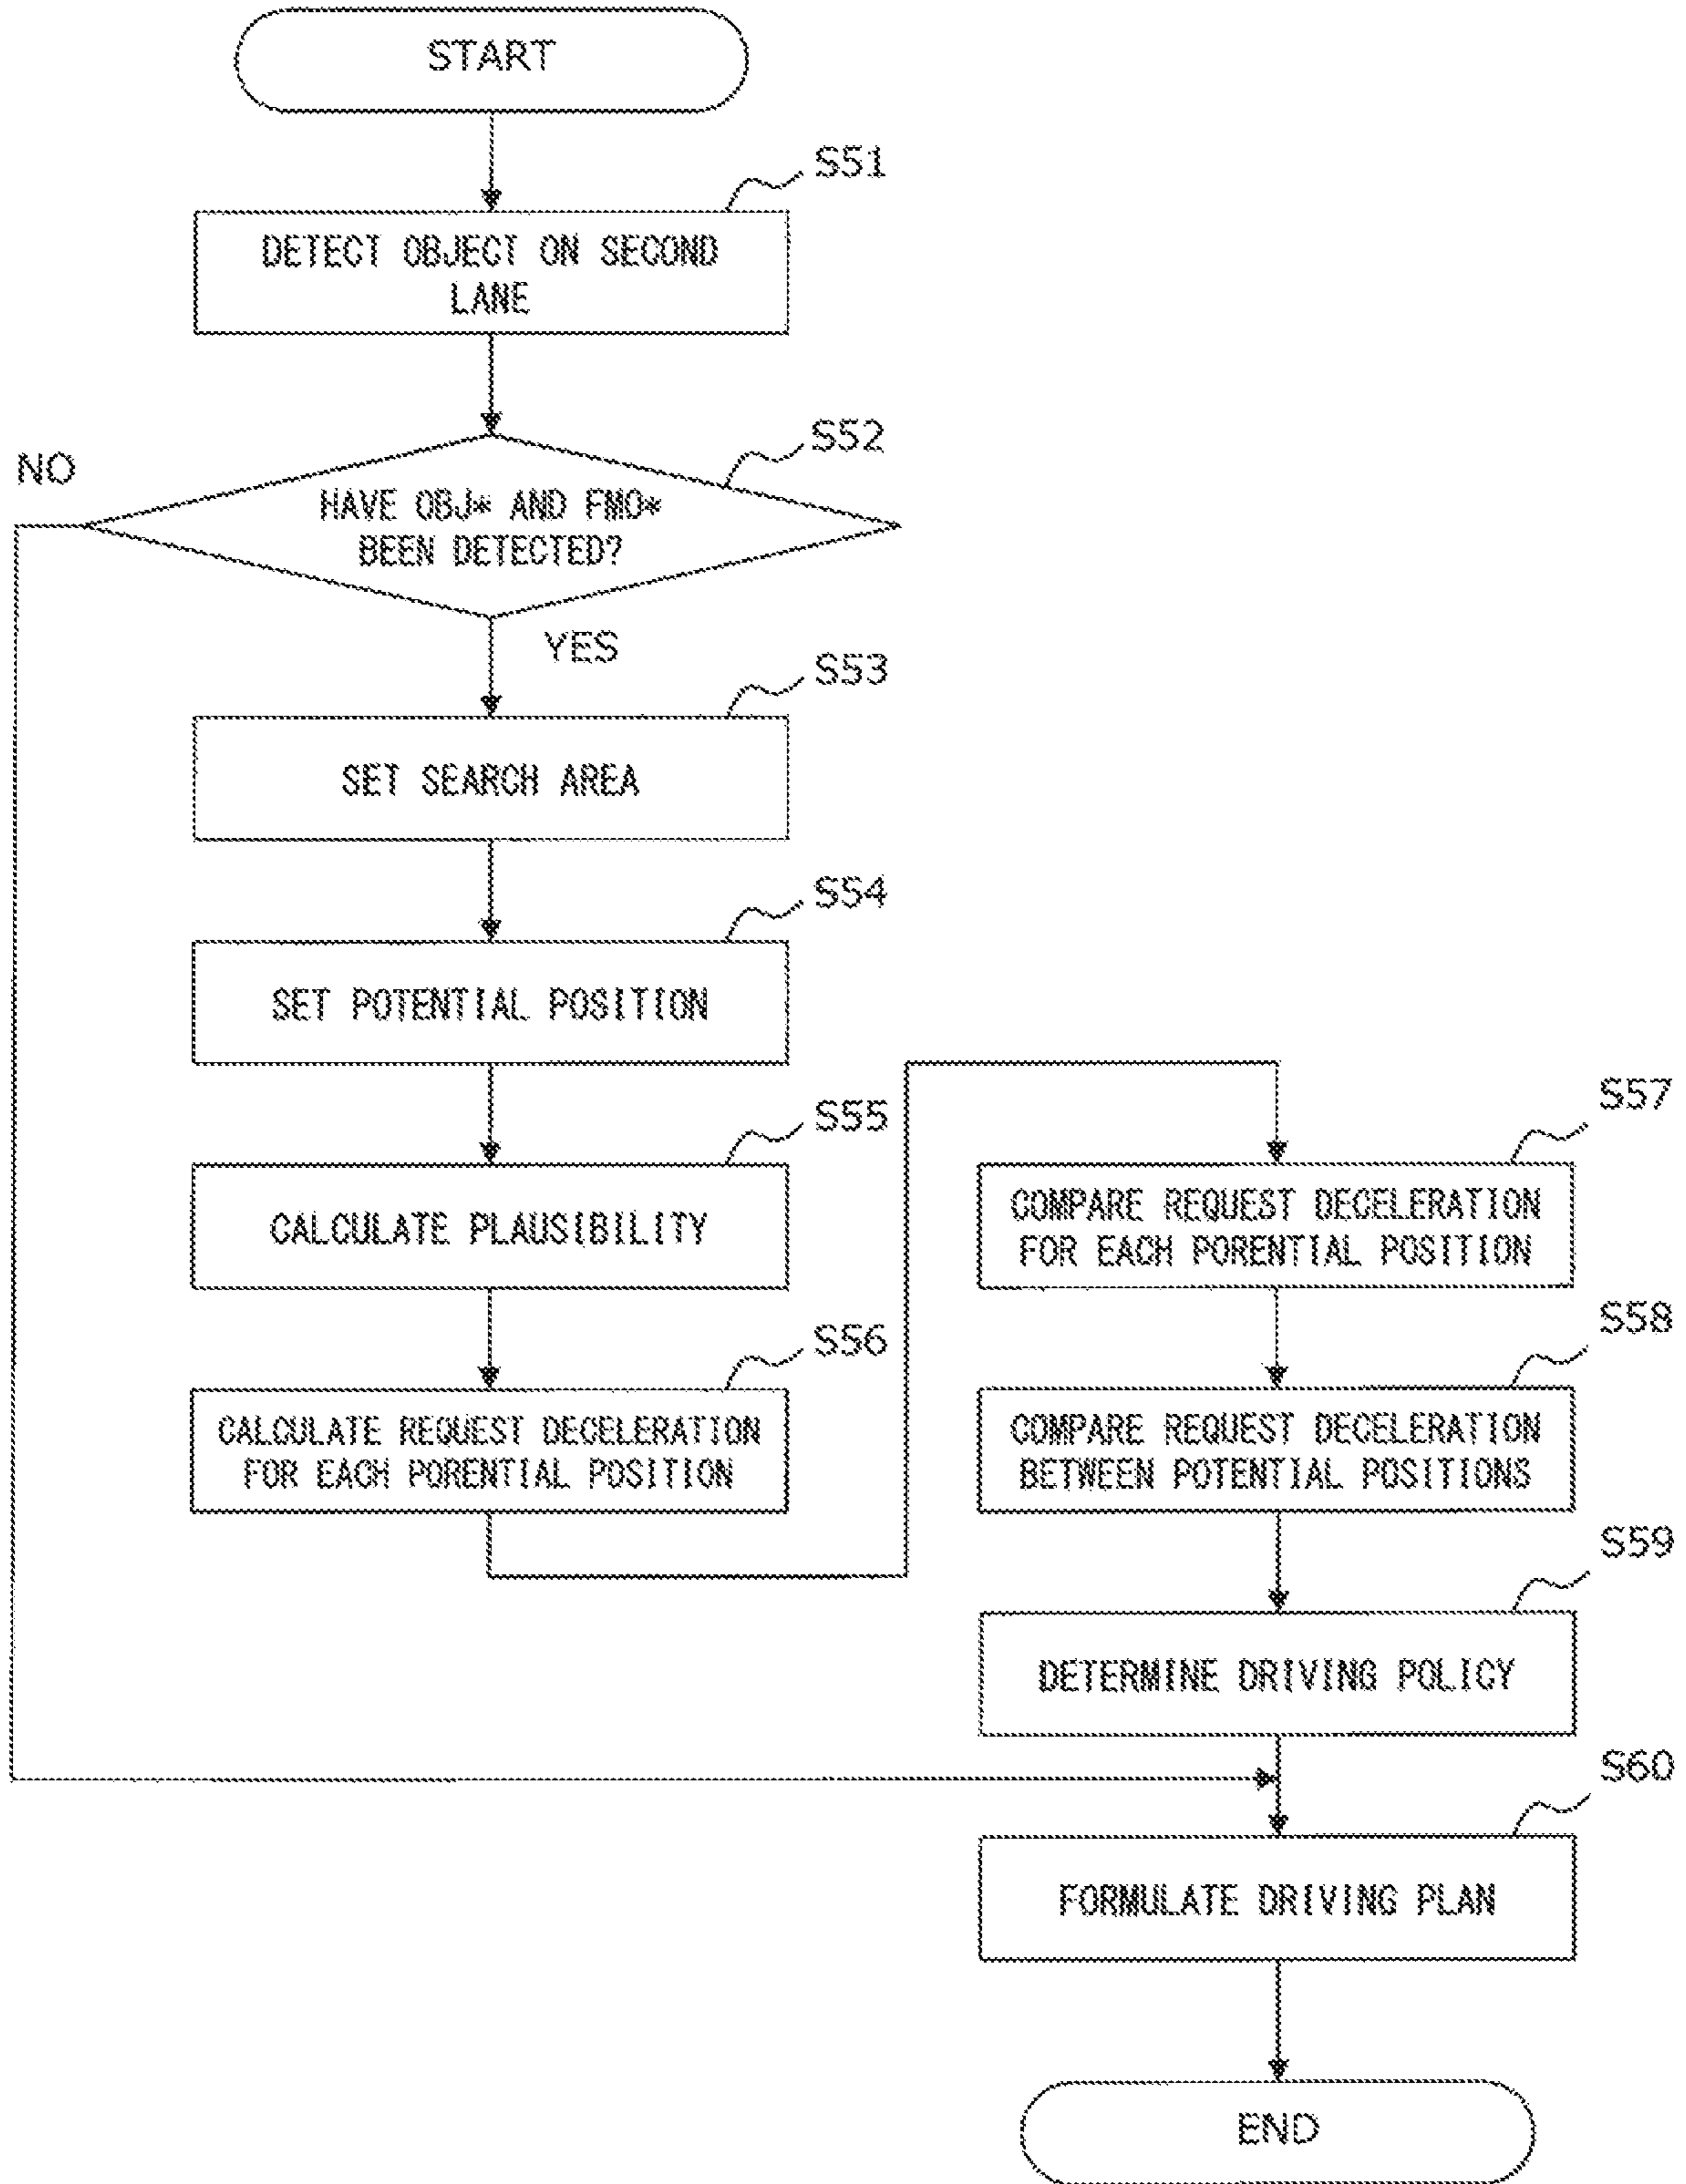 START
S51
DETECT OBJECT ON SECOND
LANE
S52
NO
HAVE OBJ* AND FMO*
BEEN DETECTED?
YES
S53
SET SEARCH AREA
S54
SET POTENTIAL POSITION
S55
CALCULATE PLAUSIBILITY
S56
CALCULATE REQUEST DECELERATION
FOR EACH PORENTIAL POSITION
S57
COMPARE REQUEST DECELERATION
FOR EACH PORENTIAL POSITION
S58
COMPARE REQUEST DECELERATION
BETWEEN POTENTIAL POSITIONS
S59
DETERMINE DRIVING POLICY
S60
FORMULATE DRIVING PLAN
END